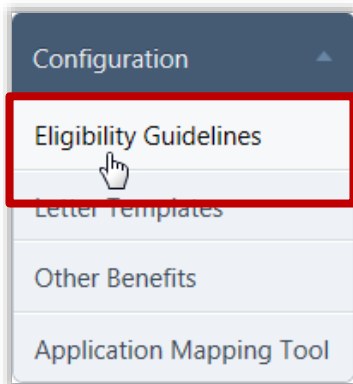 Configuration
Eligibility Guidelines
Letter Templates
Other Benefits
Application Mapping Tool